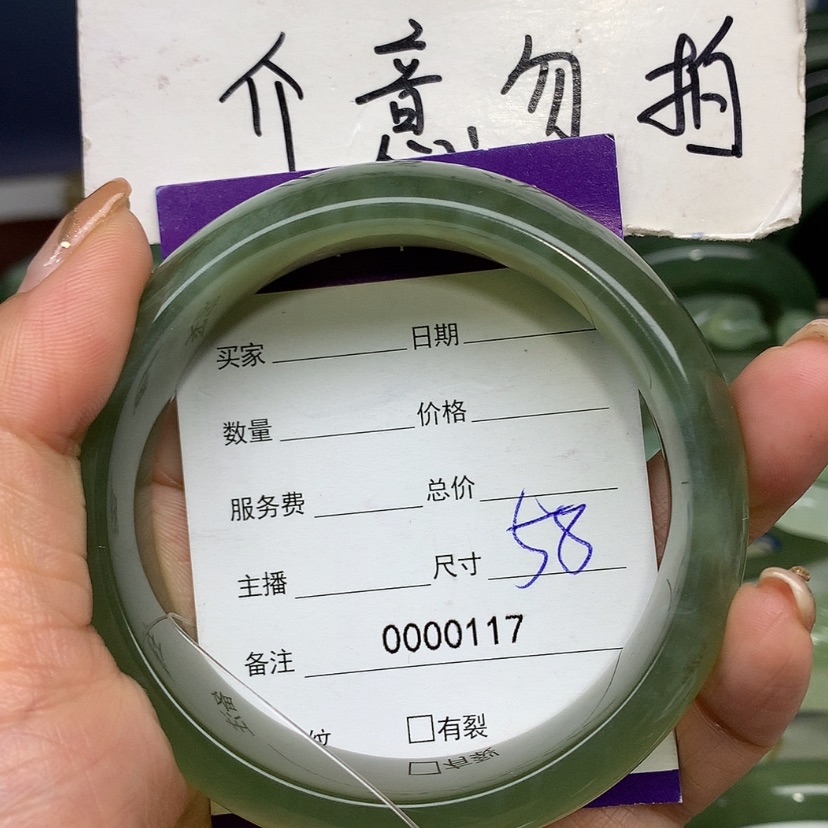 介意勿拍
买家 日期
数量 价格
服务费 总价
主播 尺寸 58
备注 0000117
纹 □有裂